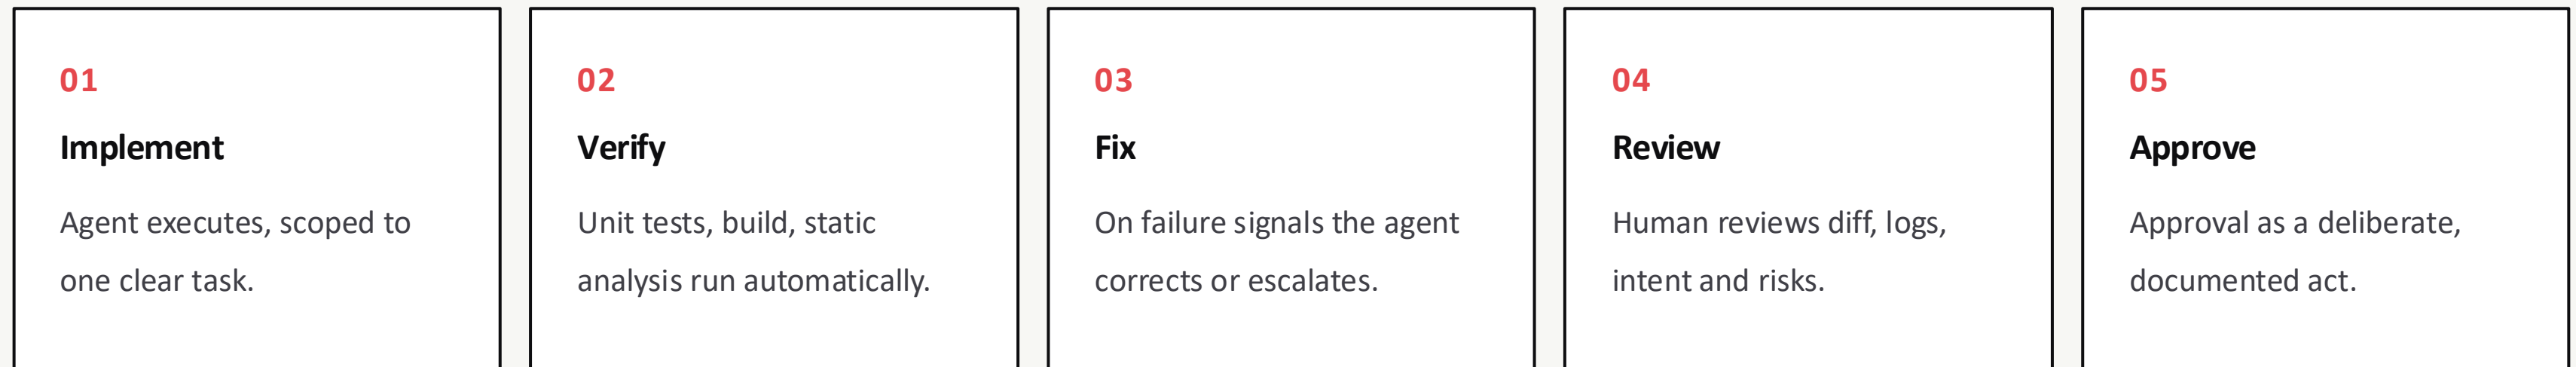 01
Implement
Agent executes, scoped to
one clear task.
02
Verify
Unit tests, build, static
analysis run automatically.
03
Fix
On failure signals the agent
corrects or escalates.
04
Review
Human reviews diff, logs,
intent and risks.
05
Approve
Approval as a deliberate,
documented act.